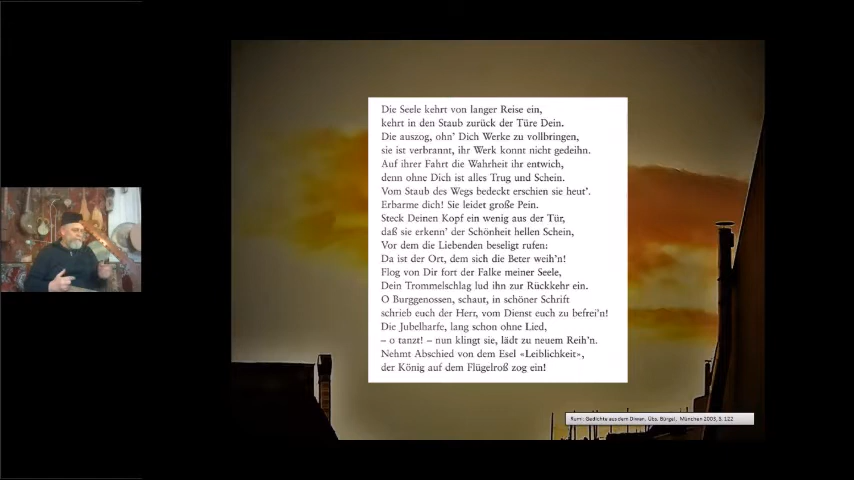 Die Seele kehrt von langer Reise ein,
kehrt in den Staub zurück der Türe Dein.
Die auszog, ohn' Dich Werke zu vollbringen,
sie ist verbrannt, ihr Werk konnt nicht gedeihn.
Auf ihrer Fahrt die Wahrheit ihr entwich,
denn ohne Dich ist alles Trug und Schein.
Vom Staub des Wegs bedeckt erschien sie heut'.
Erbarme dich! Sie leidet große Pein.
Steck Deinen Kopf ein wenig aus der Tür,
daß sie erkenn' der Schönheit hellen Schein,
Vor dem die Liebenden beseligt rufen:
Da ist der Ort, dem sich die Beter weih'n!
Flog von Dir fort der Falke meiner Seele,
Dein Trommelschlag lud ihn zur Rückkehr ein.
O Burggenossen, schaut, in schöner Schrift
schrieb euch der Herr, vom Dienst euch zu befrei'n!
Die Jubelharfe, lang schon ohne Lied,
– o tanzt! – nun klingt sie, lädt zu neuem Reih'n.
Nehmt Abschied von dem Esel «Leiblichkeit»,
der König auf dem Flügelroß zog ein!
Rumi: Gedichte aus dem Diwan, Übs. Bürgel, München 2003, S. 122